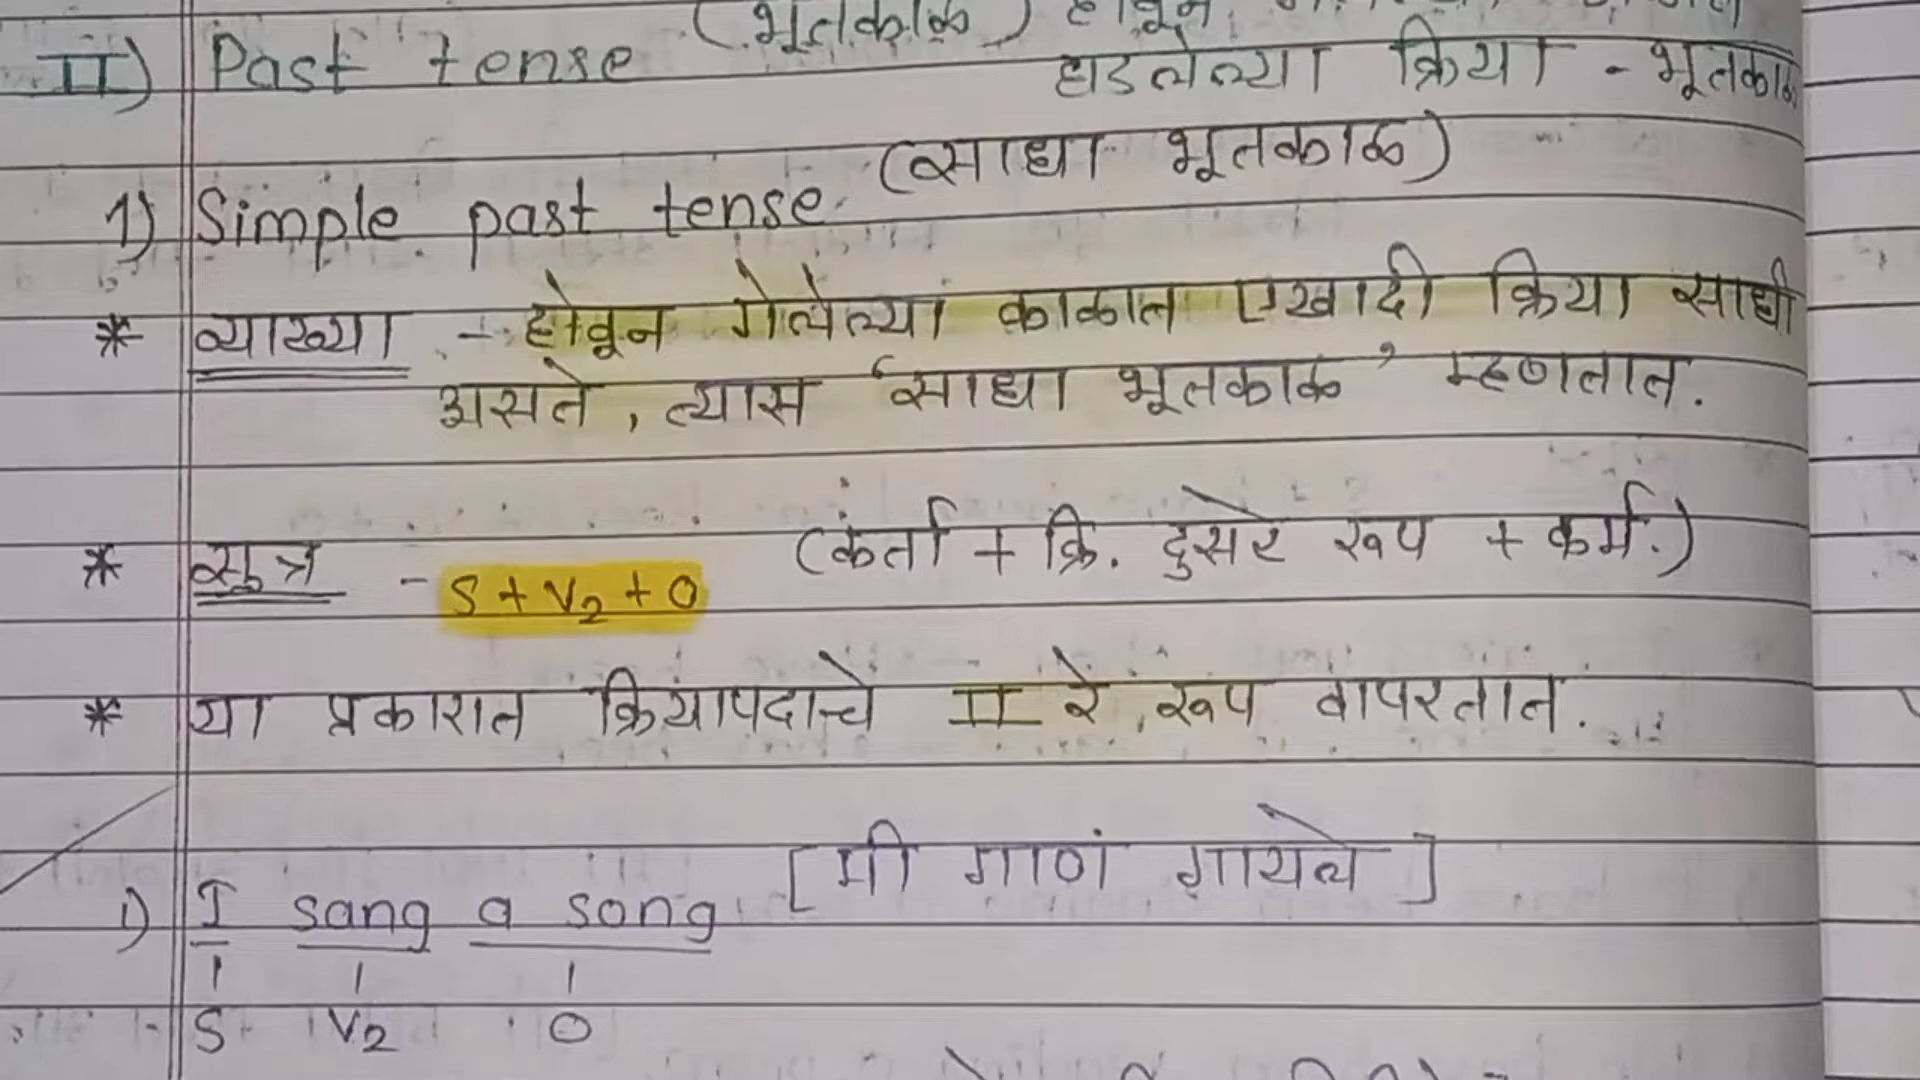 (भूतकाळ) होवून
II) Past tense घडलेल्या क्रिया - भूतकाळ
(साधा भूतकाळ)
1) Simple past tense
* व्याख्या - होवून गेलेल्या काळात एखादी क्रिया साधी
असते, त्यास 'साधा भूतकाळ' म्हणतात.
* सूत्र - S + V2 + O (कर्ता + क्रि. दुसरे रूप + कर्म.)
* या प्रकारात क्रियापदाचे II रे रूप वापरतात.
i) I sang a song [मी गाणं गायले]
S V2 O